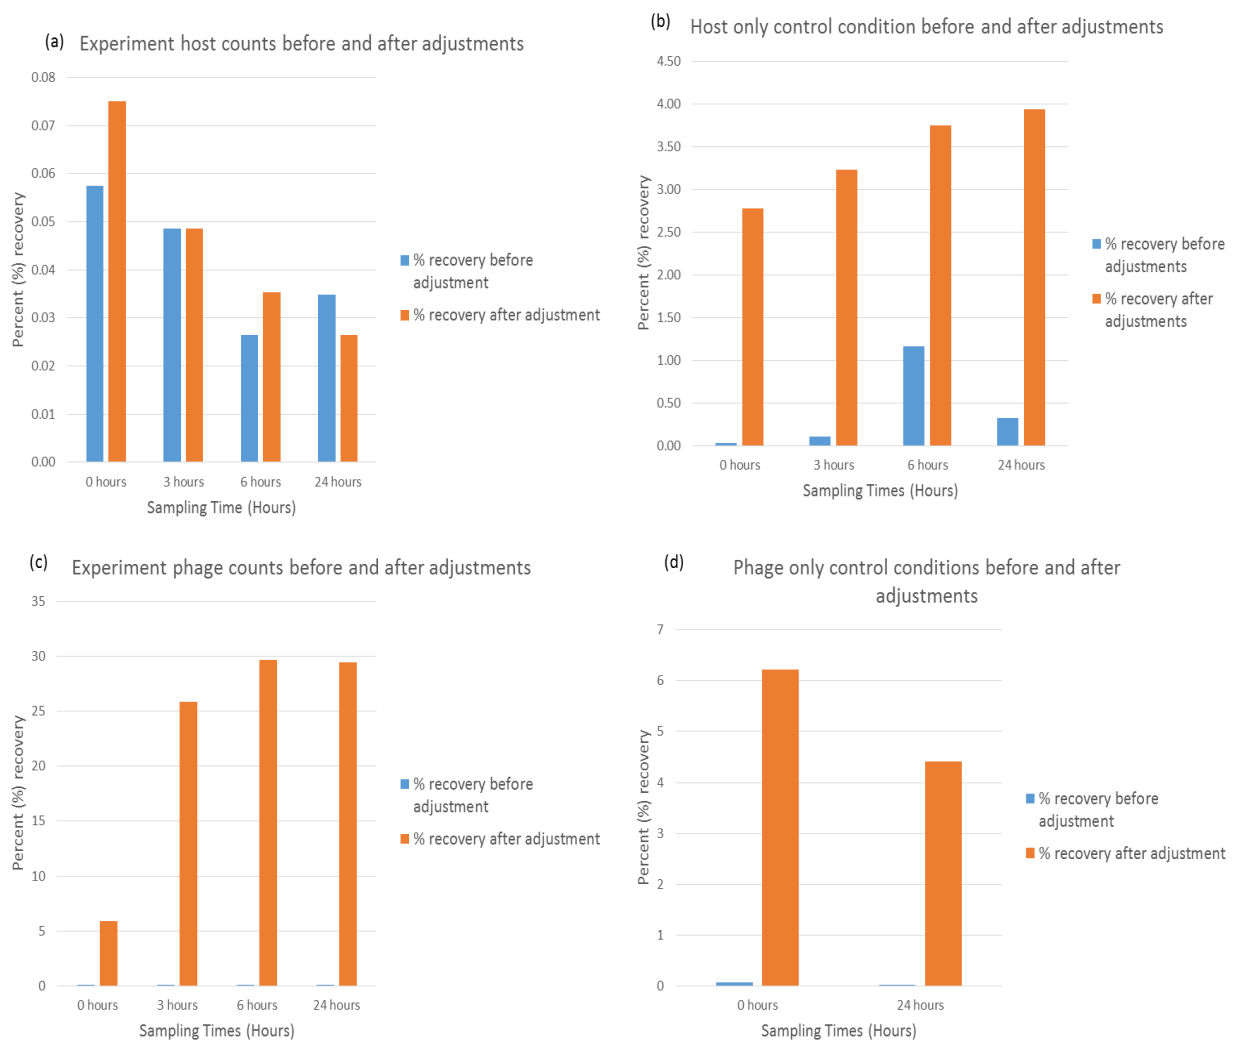 (a) Experiment host counts before and after adjustments
0.08
0.07
0.06
0.05
0.04
0.03
0.02
0.01
0.00
Percent (%) recovery
0 hours 3 hours 6 hours 24 hours
Sampling Time (Hours)
% recovery before
adjustment
% recovery after adjustment
(b) Host only control condition before and after adjustments
4.50
4.00
3.50
3.00
2.50
2.00
1.50
1.00
0.50
0.00
Percent (%) recovery
0 hours 3 hours 6 hours 24 hours
Sampling Times (Hours)
% recovery before
adjustments
% recovery after
adjustments
(c) Experiment phage counts before and after adjustments
35
30
25
20
15
10
5
0
Percent (%) recovery
0 hours 3 hours 6 hours 24 hours
Sampling Times (Hours)
% recovery before
adjustment
% recovery after adjustment
(d) Phage only control conditions before and after
adjustments
7
6
5
4
3
2
1
0
Percent (%) recovery
0 hours 24 hours
Sampling Times (Hours)
% recovery before
adjustment
% recovery after adjustment